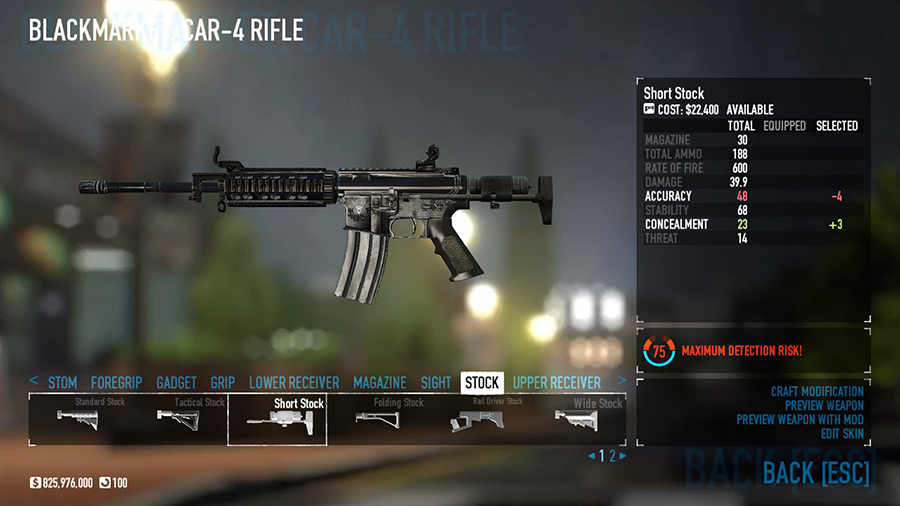 BLACKMARKET CAR-4 RIFLE
Short Stock
COST: $22,400 AVAILABLE
TOTAL EQUIPPED SELECTED
MAGAZINE 30
TOTAL AMMO 188
RATE OF FIRE 600
DAMAGE 39.9
ACCURACY 48 -4
STABILITY 68
CONCEALMENT 23 +3
THREAT 14
75 MAXIMUM DETECTION RISK!
< STOM FOREGRIP GADGET GRIP LOWER RECEIVER MAGAZINE SIGHT STOCK UPPER RECEIVER >
Standard Stock Tactical Stock Short Stock Folding Stock Rail Driver Stock Wide Stock
1 2
CRAFT MODIFICATION
PREVIEW WEAPON
PREVIEW WEAPON WITH MOD
EDIT SKIN
$825,976,000 100
BACK [ESC]